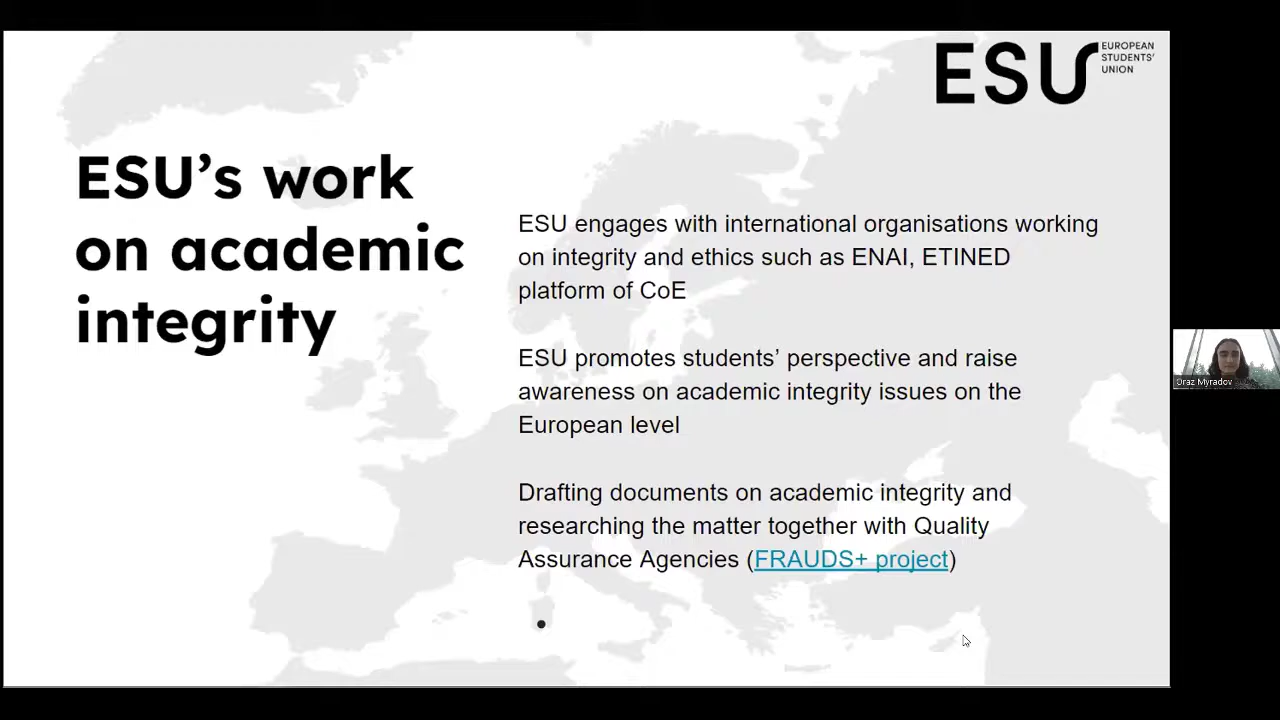 ESU
EUROPEAN
STUDENTS'
UNION
ESU's work
on academic
integrity
ESU engages with international organisations working
on integrity and ethics such as ENAI, ETINED
platform of CoE
ESU promotes students' perspective and raise
awareness on academic integrity issues on the
European level
Drafting documents on academic integrity and
researching the matter together with Quality
Assurance Agencies (FRAUDS+ project)
Oraz Myradov